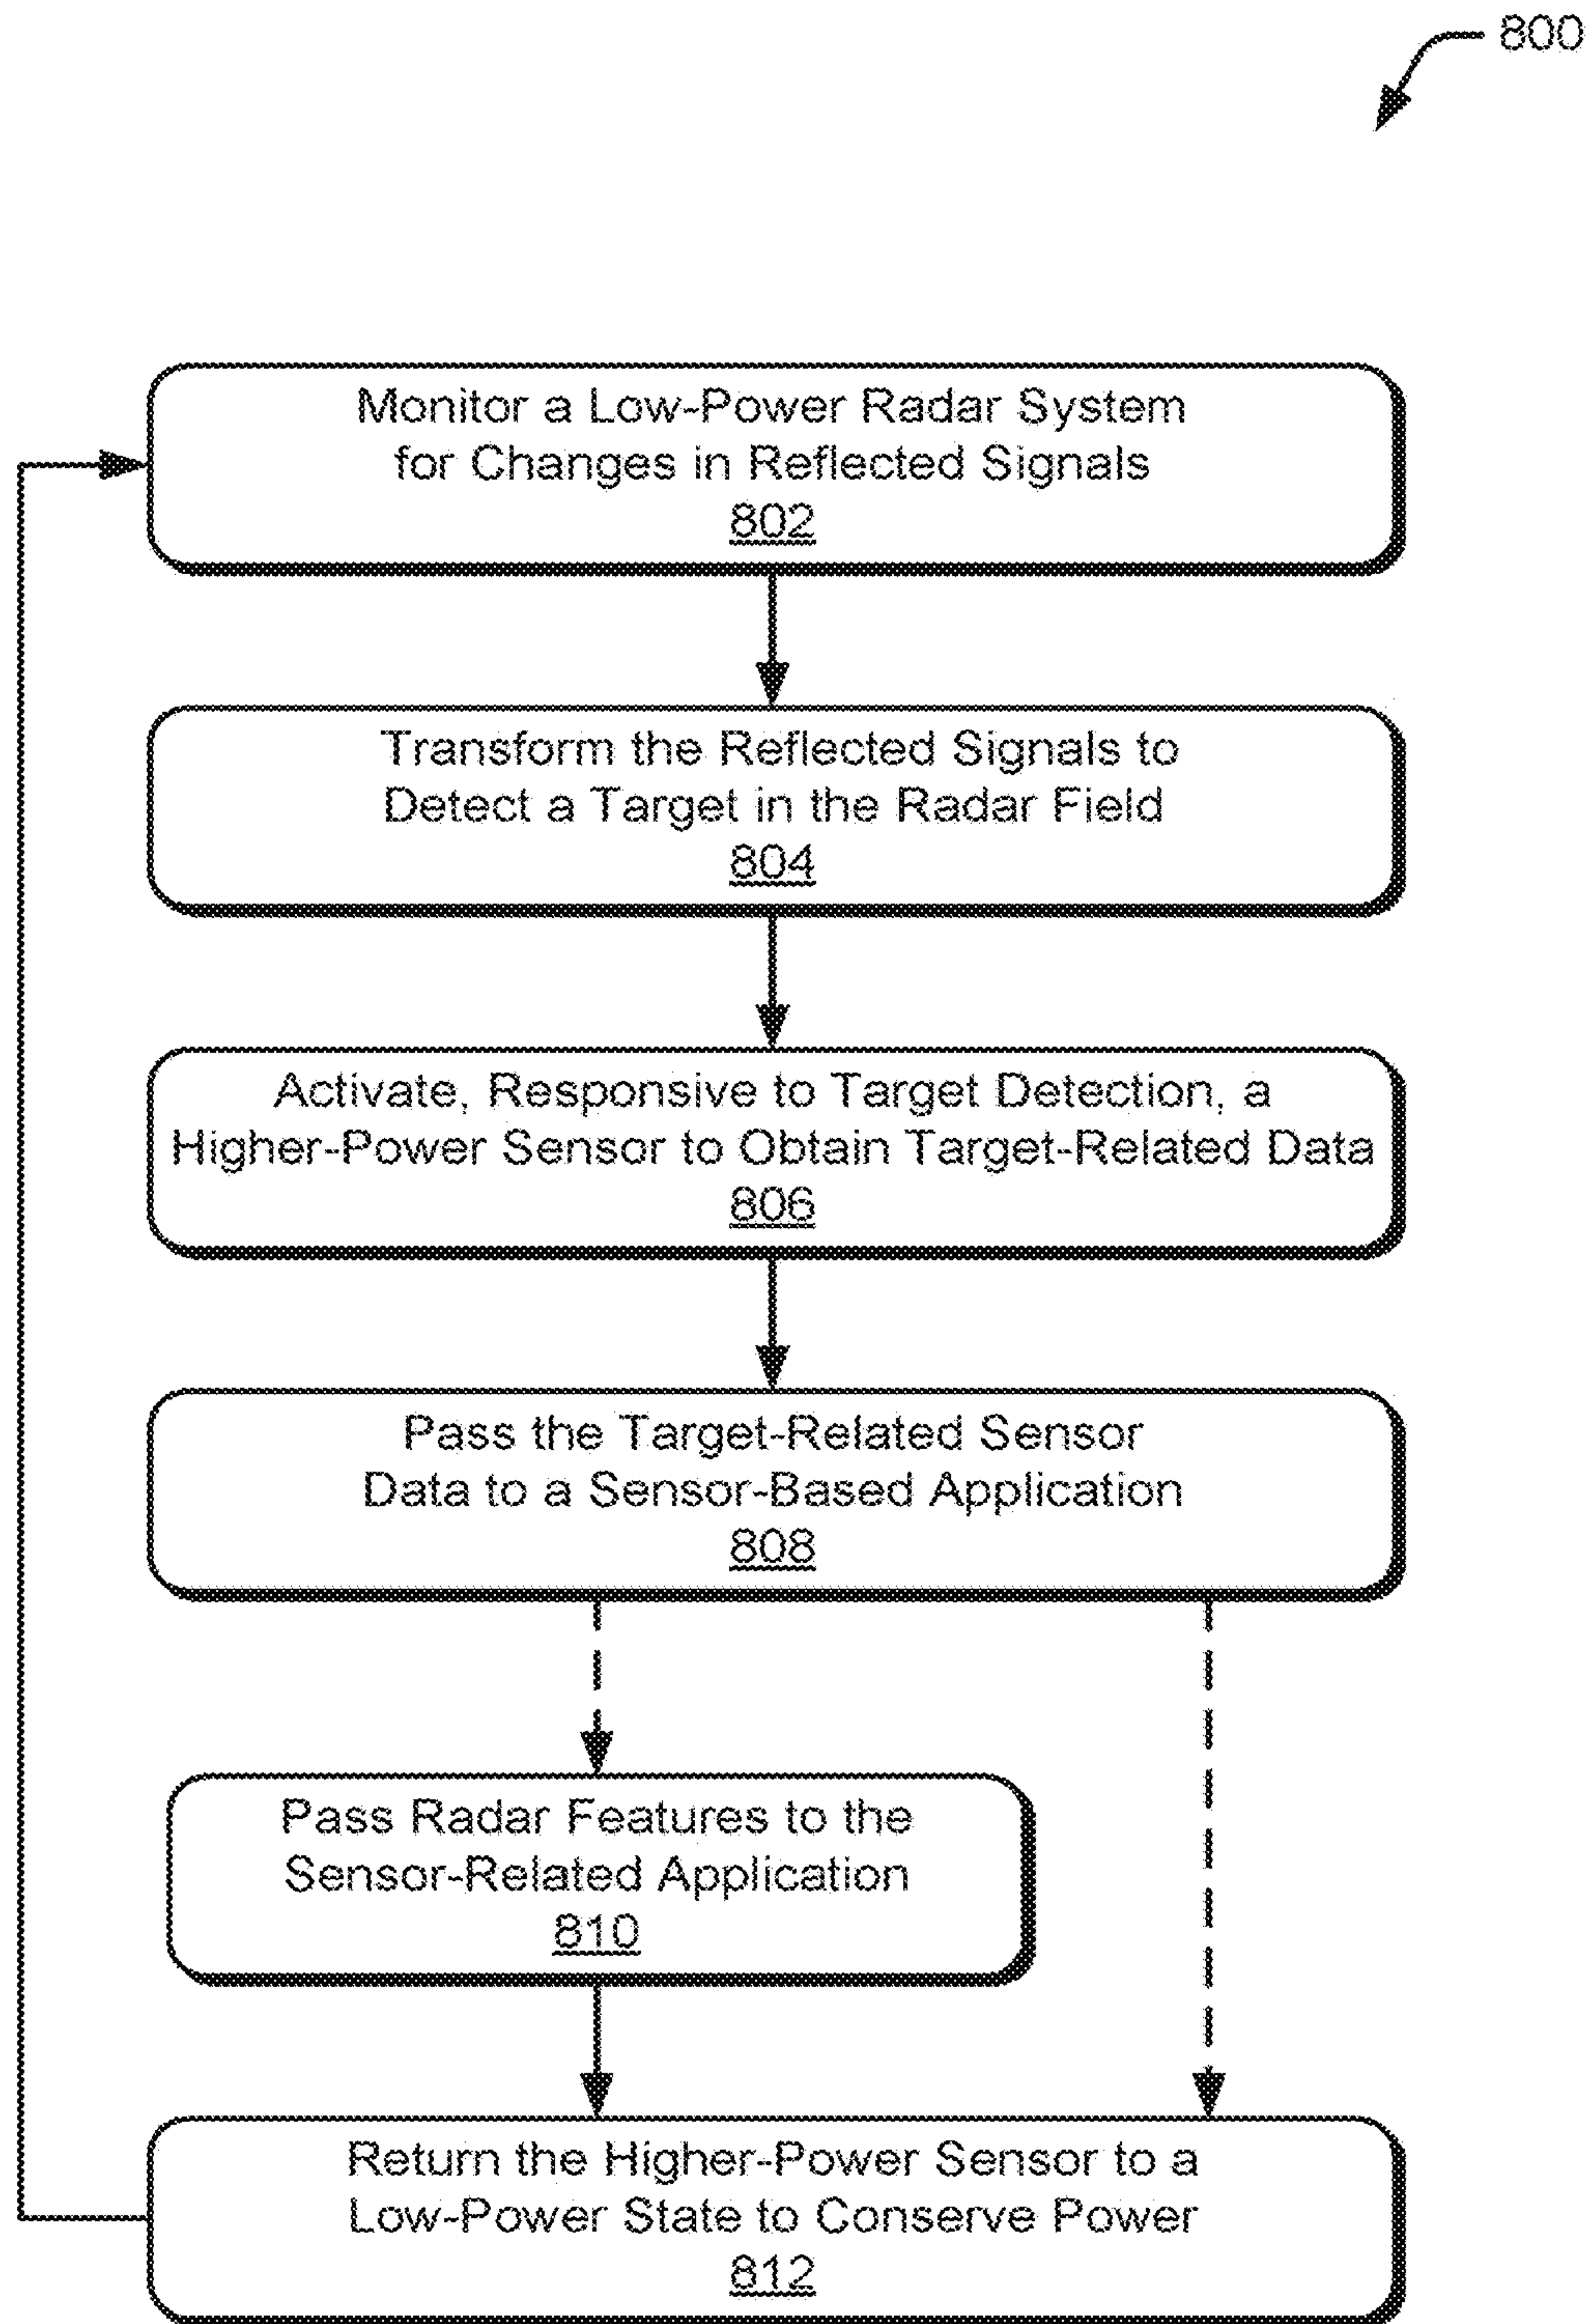 800
Monitor a Low-Power Radar System
for Changes in Reflected Signals
802
Transform the Reflected Signals to
Detect a Target in the Radar Field
804
Activate, Responsive to Target Detection, a
Higher-Power Sensor to Obtain Target-Related Data
806
Pass the Target-Related Sensor
Data to a Sensor-Based Application
808
Pass Radar Features to the
Sensor-Related Application
810
Return the Higher-Power Sensor to a
Low-Power State to Conserve Power
812